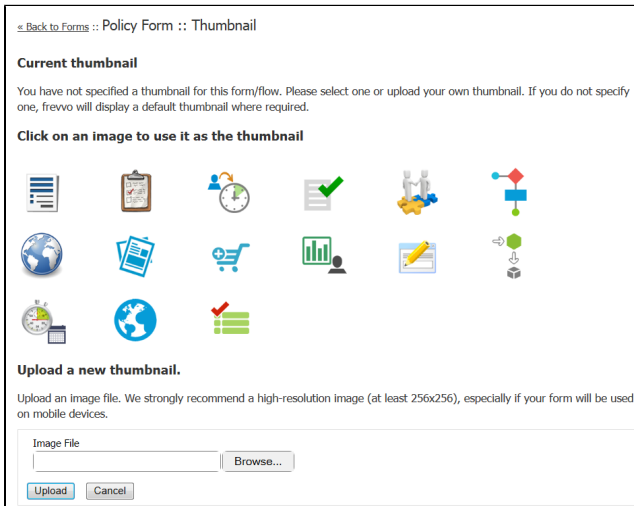 « Back to Forms :: Policy Form :: Thumbnail
Current thumbnail
You have not specified a thumbnail for this form/flow. Please select one or upload your own thumbnail. If you do not specify
one, frevvo will display a default thumbnail where required.
Click on an image to use it as the thumbnail
Upload a new thumbnail.
Upload an image file. We strongly recommend a high-resolution image (at least 256x256), especially if your form will be used
on mobile devices.
Image File
Browse...
Upload Cancel